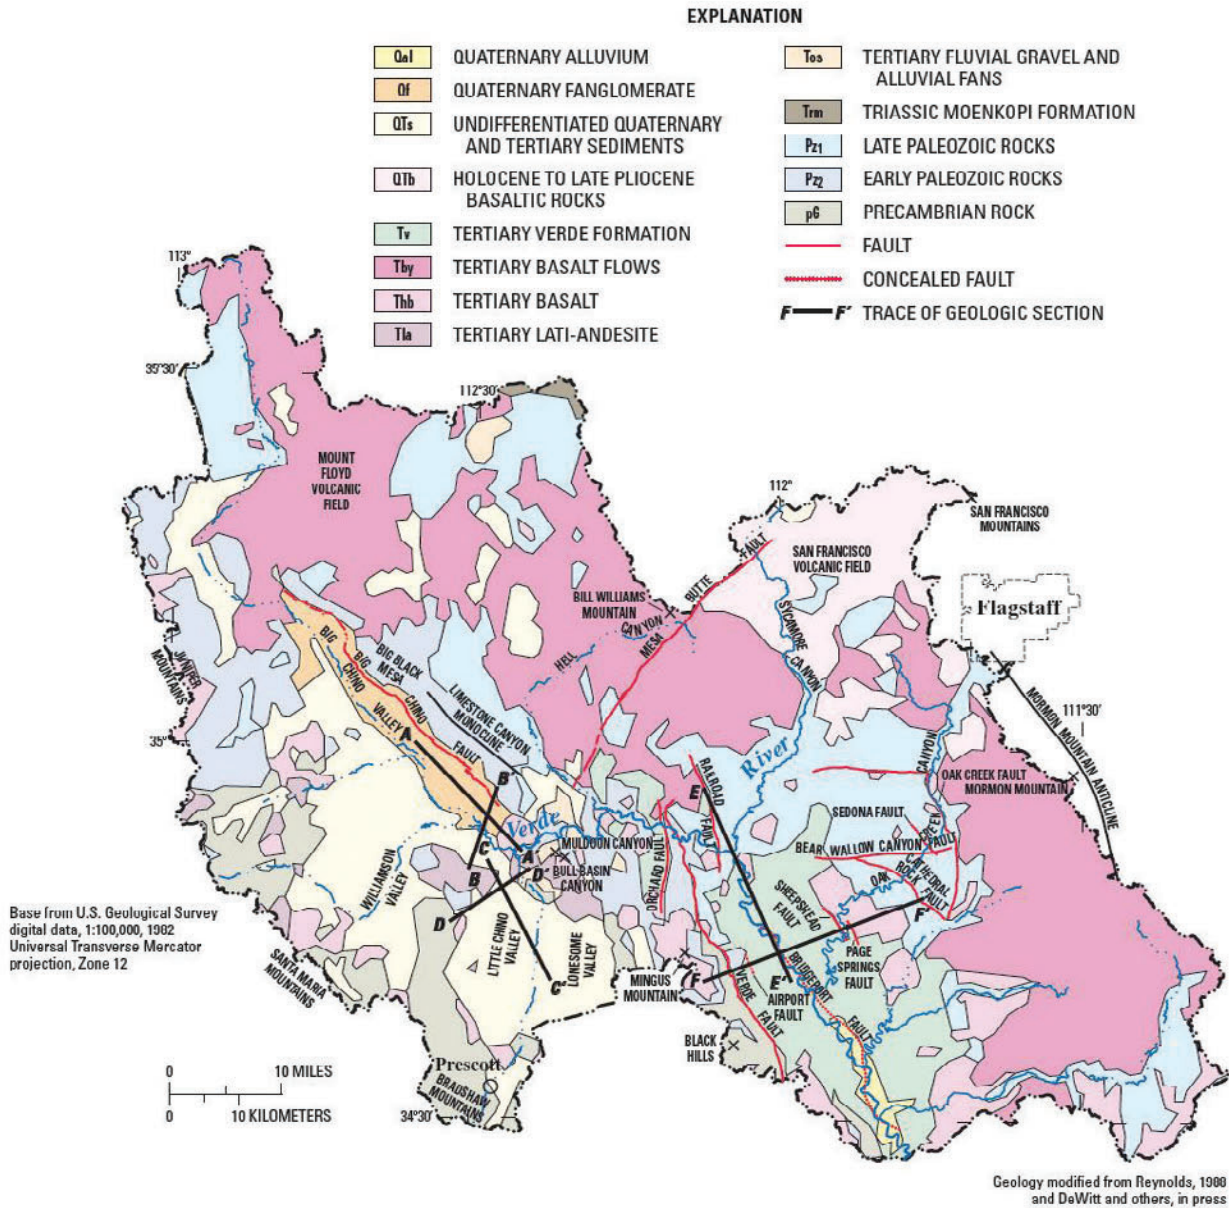 EXPLANATION
Qal QUATERNARY ALLUVIUM
Qf QUATERNARY FANGLOMERATE
QTs UNDIFFERENTIATED QUATERNARY
AND TERTIARY SEDIMENTS
QTb HOLOCENE TO LATE PLIOCENE
BASALTIC ROCKS
Tv TERTIARY VERDE FORMATION
Tby TERTIARY BASALT FLOWS
Thb TERTIARY BASALT
Tla TERTIARY LATI-ANDESITE
Tos TERTIARY FLUVIAL GRAVEL AND
ALLUVIAL FANS
Trm TRIASSIC MOENKOPI FORMATION
Pz1 LATE PALEOZOIC ROCKS
Pz2 EARLY PALEOZOIC ROCKS
pC PRECAMBRIAN ROCK
FAULT
CONCEALED FAULT
F F' TRACE OF GEOLOGIC SECTION
113°
35°30'
112°30'
MOUNT
FLOYD
VOLCANIC
FIELD
112°
SAN FRANCISCO
MOUNTAINS
SAN FRANCISCO
VOLCANIC FIELD
Flagstaff
BILL WILLIAMS
MOUNTAIN
MESA BUTTE FAULT
HELL CANYON
SYCAMORE CANYON
JUNIPER
MOUNTAINS
BIG CHINO VALLEY
BIG CHINO FAULT
BIG BLACK
MESA
LIMESTONE CANYON
MONOCLINE
MORMON MOUNTAIN ANTICLINE
111°30'
35°
A
B'
C
A
B
D'
D
C'
E
E'
F
F'
Verde
River
RAILROAD
FAULT
OAK CREEK FAULT
MORMON MOUNTAIN
SEDONA FAULT
BEAR WALLOW CANYON FAULT
OAK CREEK CANYON
CATHEDRAL
ROCK FAULT
MULDOON CANYON
BULL BASIN
CANYON
ORCHARD FAULT
SHEEPSHEAD
FAULT
PAGE
SPRINGS
FAULT
WILLIAMSON
VALLEY
LITTLE CHINO
VALLEY
LONESOME
VALLEY
MINGUS
MOUNTAIN
VERDE
FAULT
AIRPORT
FAULT
BRIDGEPORT
FAULT
BLACK
HILLS
SANTA MARIA
MOUNTAINS
Prescott
BRADSHAW
MOUNTAINS
34°30'
Base from U.S. Geological Survey
digital data, 1:100,000, 1982
Universal Transverse Mercator
projection, Zone 12
0 10 MILES
0 10 KILOMETERS
Geology modified from Reynolds, 1988
and DeWitt and others, in press